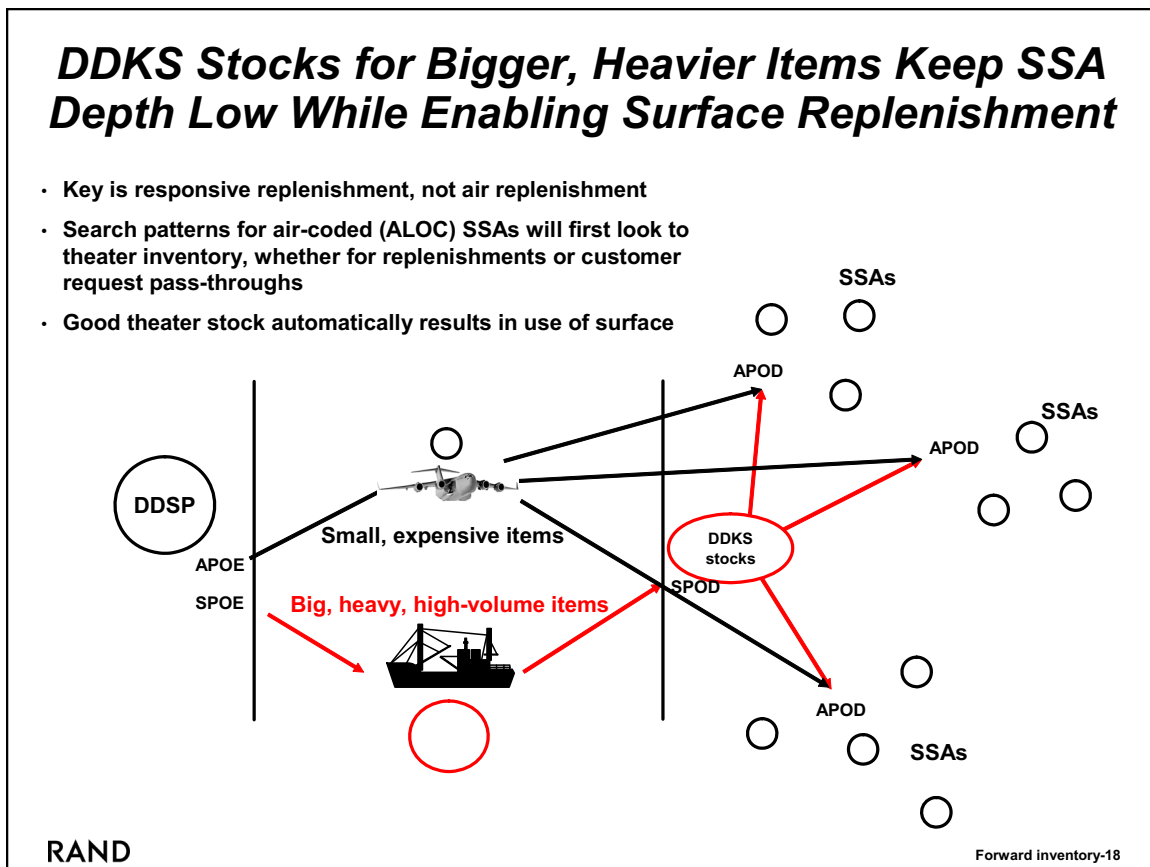 DDKS Stocks for Bigger, Heavier Items Keep SSA
Depth Low While Enabling Surface Replenishment
• Key is responsive replenishment, not air replenishment
• Search patterns for air-coded (ALOC) SSAs will first look to
theater inventory, whether for replenishments or customer
request pass-throughs
• Good theater stock automatically results in use of surface
SSAs
APOD
SSAs
APOD
DDSP
Small, expensive items
DDKS
stocks
APOE
SPOD
SPOE
Big, heavy, high-volume items
APOD
SSAs
RAND
Forward inventory-18